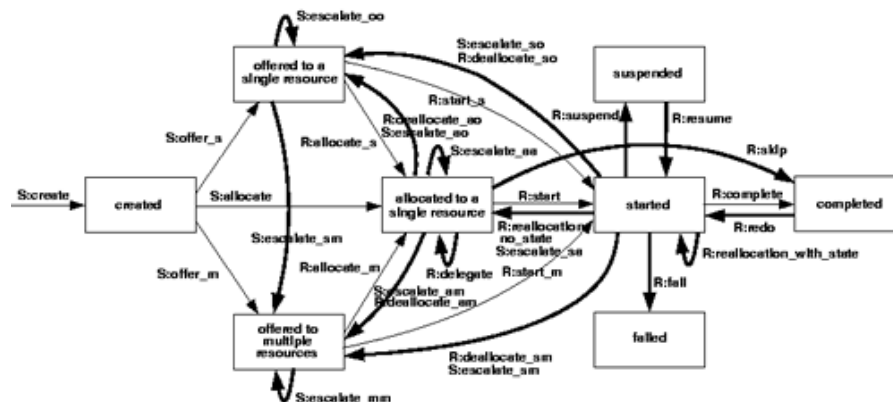 S:escalate_oo
offered to a
single resource
S:escalate_so
R:deallocate_so
suspended
R:start_s
R:suspend
R:resume
R:deallocate_ao
S:escalate_ao
S:offer_s
R:allocate_s
S:escalate_aa
R:skip
S:create
created
S:allocate
allocated to a
single resource
R:start
started
R:complete
completed
R:reallocation
no_state
R:redo
S:escalate_sm
S:escalate_sa
R:reallocation_with_state
S:offer_m
R:allocate_m
R:delegate
R:start_m
R:fail
S:escalate_am
R:deallocate_am
offered to
multiple
resources
failed
R:deallocate_sm
S:escalate_sm
S:escalate_mm